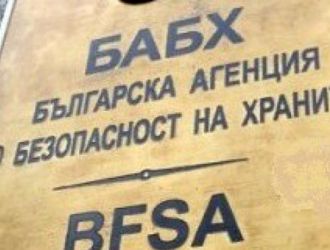 БАБХ
БЪЛГАРСКА АГЕНЦИЯ
О БЕЗОПАСНОСТ НА ХРАНИ
BFSA